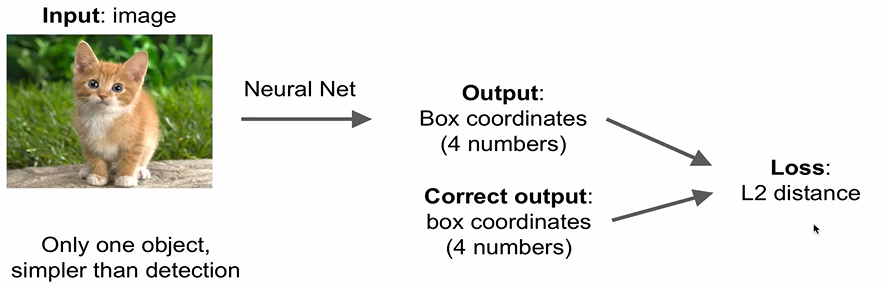 Input: image
Neural Net
Output:
Box coordinates
(4 numbers)
Correct output:
box coordinates
(4 numbers)
Loss:
L2 distance
Only one object,
simpler than detection